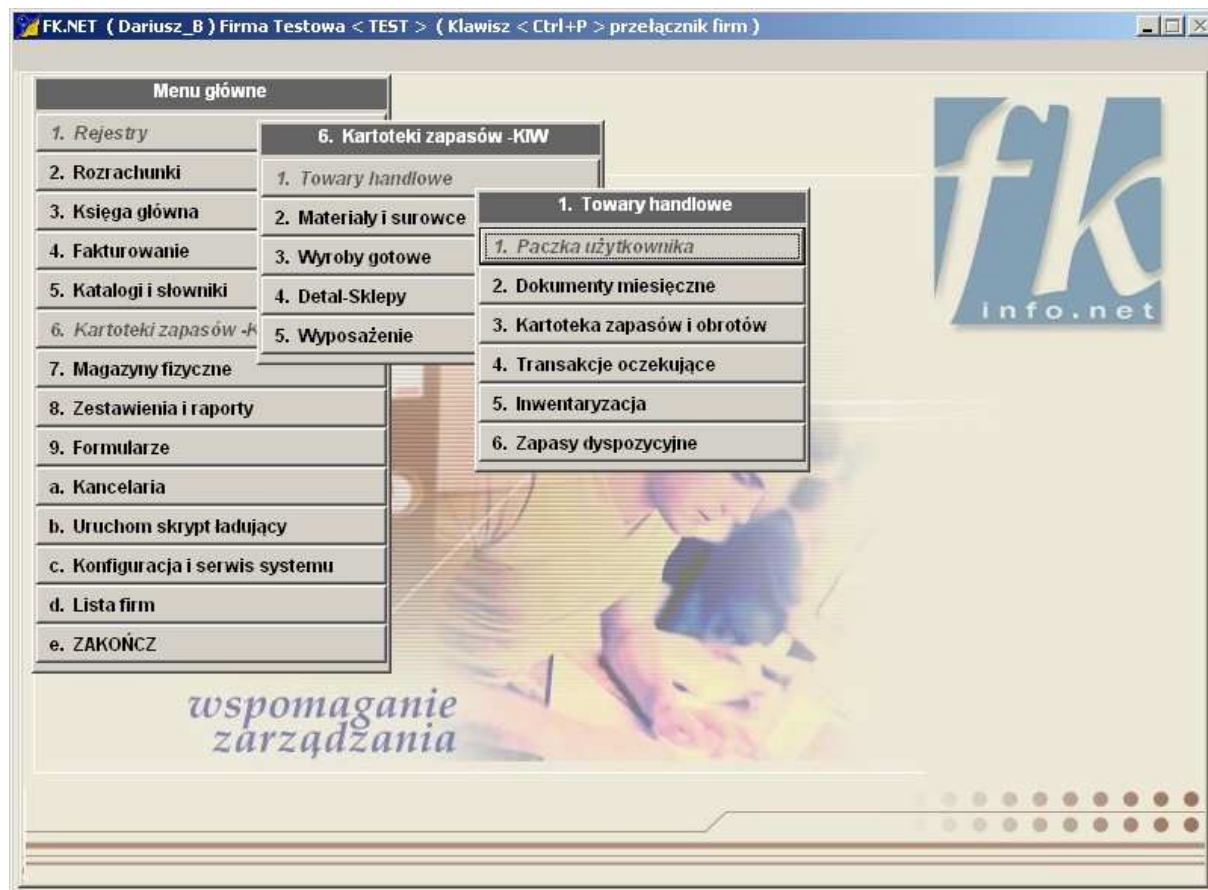 FK.NET ( Dariusz_B ) Firma Testowa < TEST > ( Klawisz < Ctrl+P > przełącznik firm )
Menu główne
1. Rejestry
2. Rozrachunki
3. Księga główna
4. Fakturowanie
5. Katalogi i słowniki
6. Kartoteki zapasów -K
7. Magazyny fizyczne
8. Zestawienia i raporty
9. Formularze
a. Kancelaria
b. Uruchom skrypt ładujący
c. Konfiguracja i serwis systemu
d. Lista firm
e. ZAKOŃCZ
6. Kartoteki zapasów -KIW
1. Towary handlowe
2. Materiały i surowce
3. Wyroby gotowe
4. Detal-Sklepy
5. Wyposażenie
1. Towary handlowe
1. Paczka użytkownika
2. Dokumenty miesięczne
3. Kartoteka zapasów i obrotów
4. Transakcje oczekujące
5. Inwentaryzacja
6. Zapasy dyspozycyjne
fk
info.net
wspomaganie
zarządzania